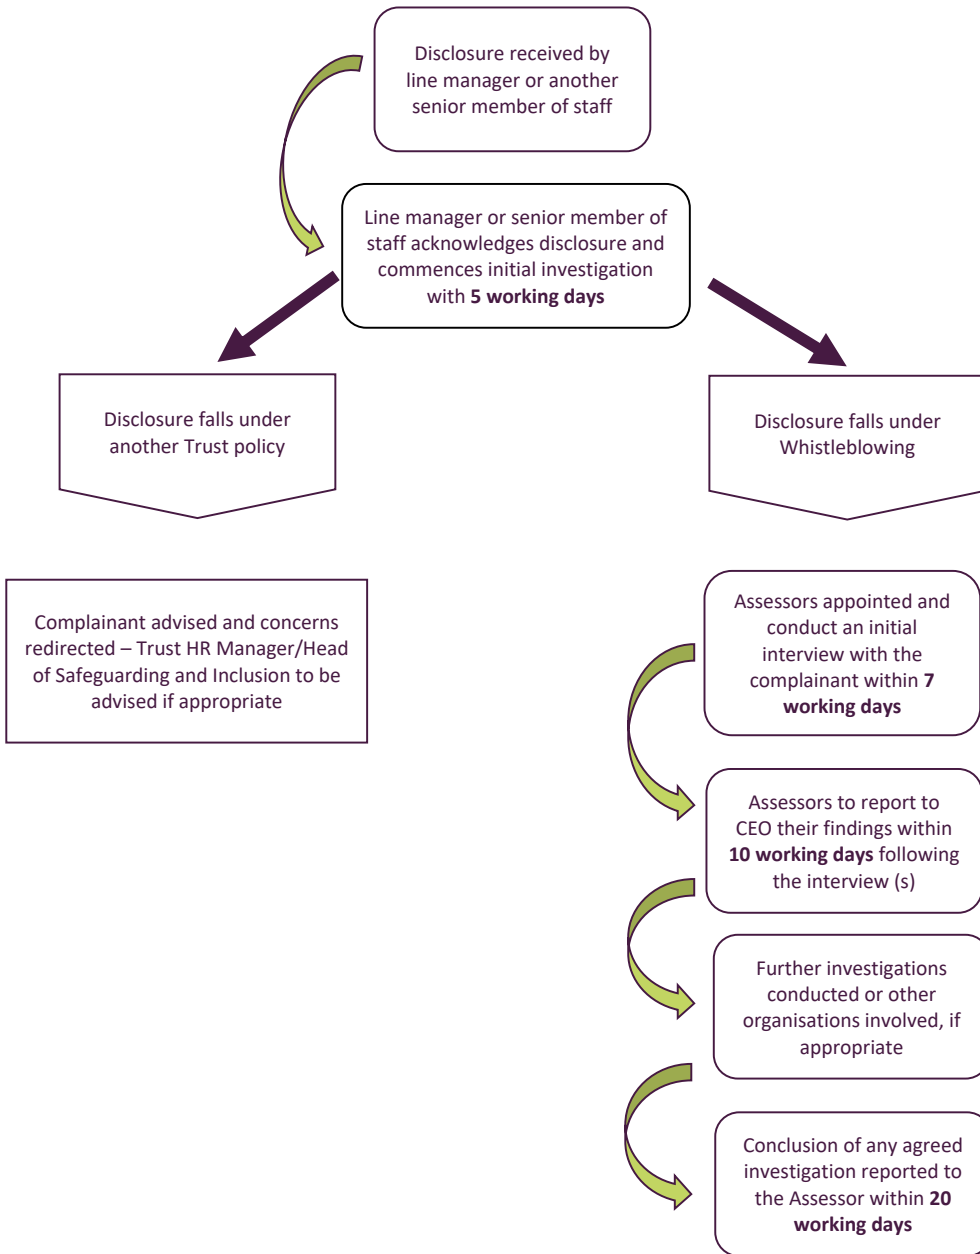 Disclosure received by
line manager or another
senior member of staff
Line manager or senior member of
staff acknowledges disclosure and
commences initial investigation
with 5 working days
Disclosure falls under
another Trust policy
Disclosure falls under
Whistleblowing
Complainant advised and concerns
redirected – Trust HR Manager/Head
of Safeguarding and Inclusion to be
advised if appropriate
Assessors appointed and
conduct an initial
interview with the
complainant within 7
working days
Assessors to report to
CEO their findings within
10 working days following
the interview (s)
Further investigations
conducted or other
organisations involved, if
appropriate
Conclusion of any agreed
investigation reported to
the Assessor within 20
working days